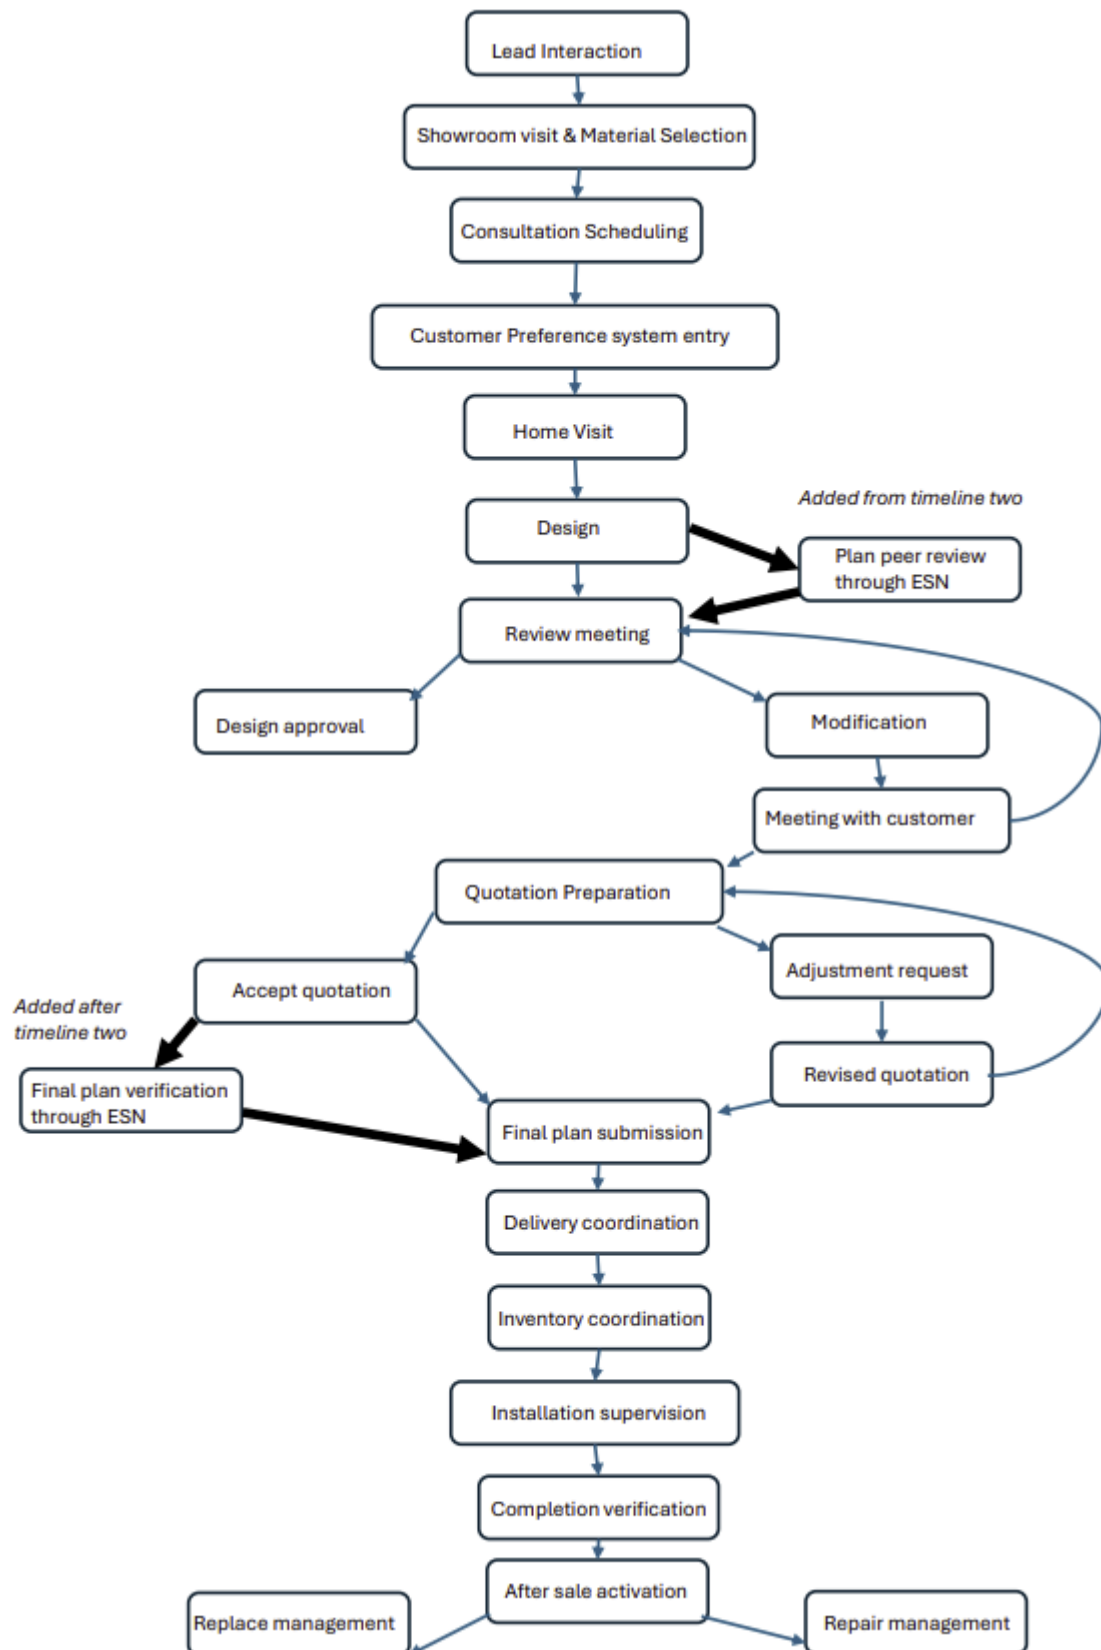 Lead Interaction
Showroom visit & Material Selection
Consultation Scheduling
Customer Preference system entry
Home Visit
Design
Added from timeline two
Plan peer review
through ESN
Review meeting
Design approval
Modification
Meeting with customer
Quotation Preparation
Adjustment request
Accept quotation
Added after
timeline two
Revised quotation
Final plan verification
through ESN
Final plan submission
Delivery coordination
Inventory coordination
Installation supervision
Completion verification
After sale activation
Replace management
Repair management